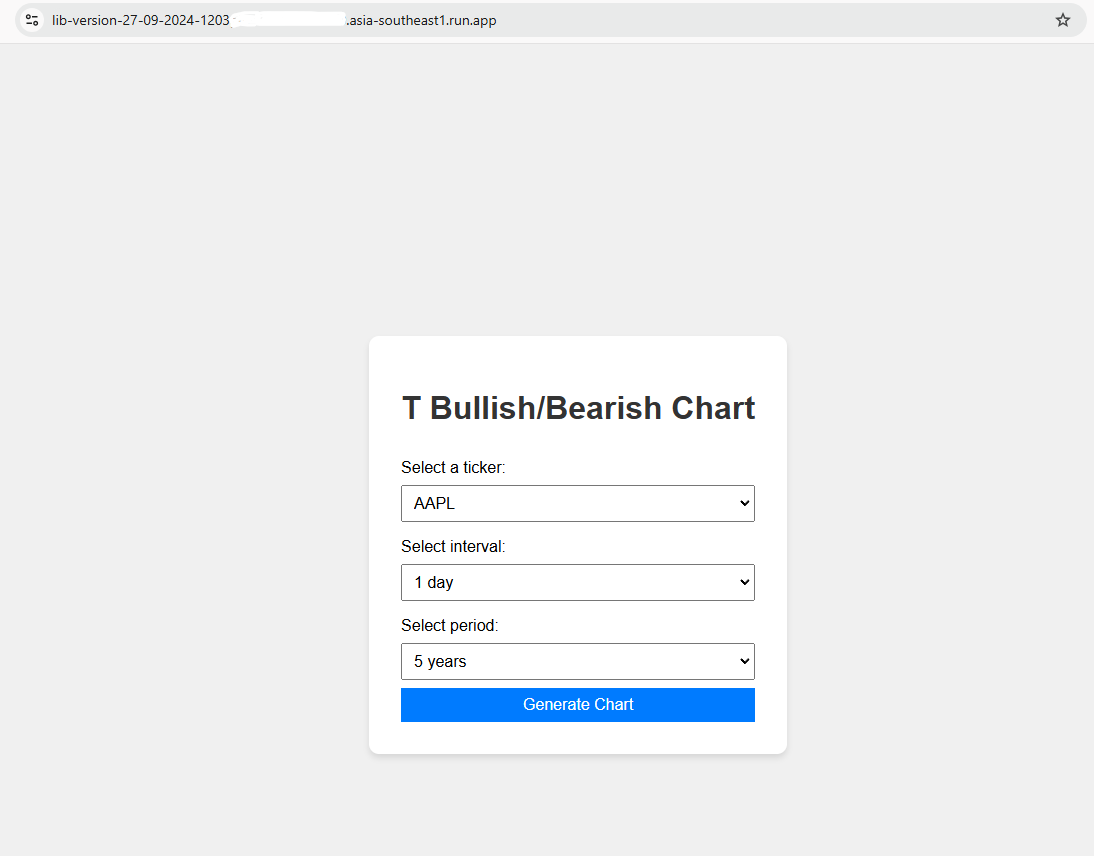 lib-version-27-09-2024-1203 .asia-southeast1.run.app
T Bullish/Bearish Chart
Select a ticker:
AAPL
Select interval:
1 day
Select period:
5 years
Generate Chart